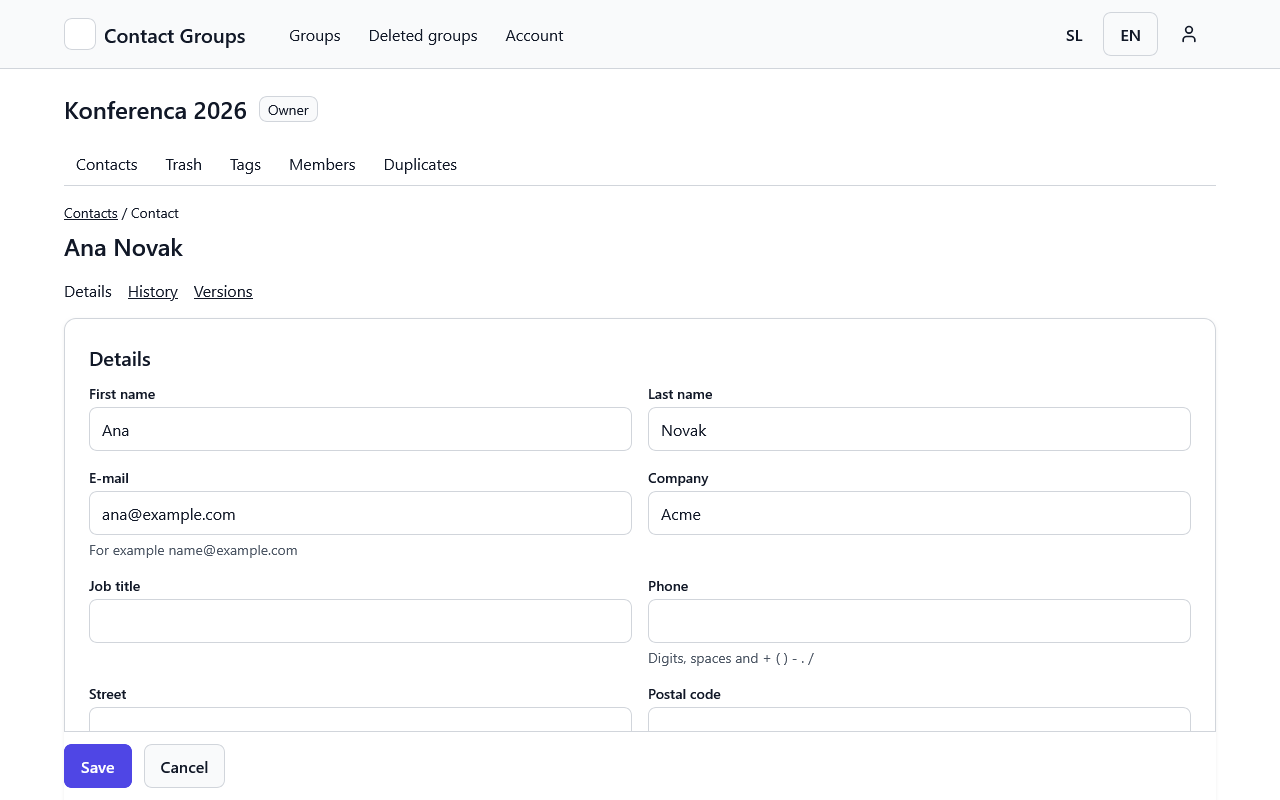 Contact Groups Groups Deleted groups Account SL EN
Konferenca 2026 Owner
Contacts Trash Tags Members Duplicates
Contacts / Contact
Ana Novak
Details History Versions
Details
First name Last name
Ana Novak
E-mail Company
ana@example.com Acme
For example name@example.com
Job title Phone
Digits, spaces and + ( ) - . /
Street Postal code
Save Cancel